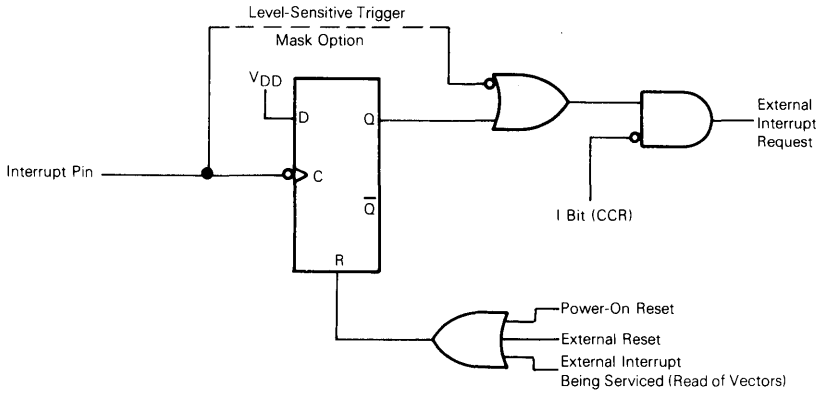 Level-Sensitive Trigger
Mask Option
VDD
D
Q
External
Interrupt
Request
Interrupt Pin
C
Q̅
I Bit (CCR)
R
Power-On Reset
External Reset
External Interrupt
Being Serviced (Read of Vectors)